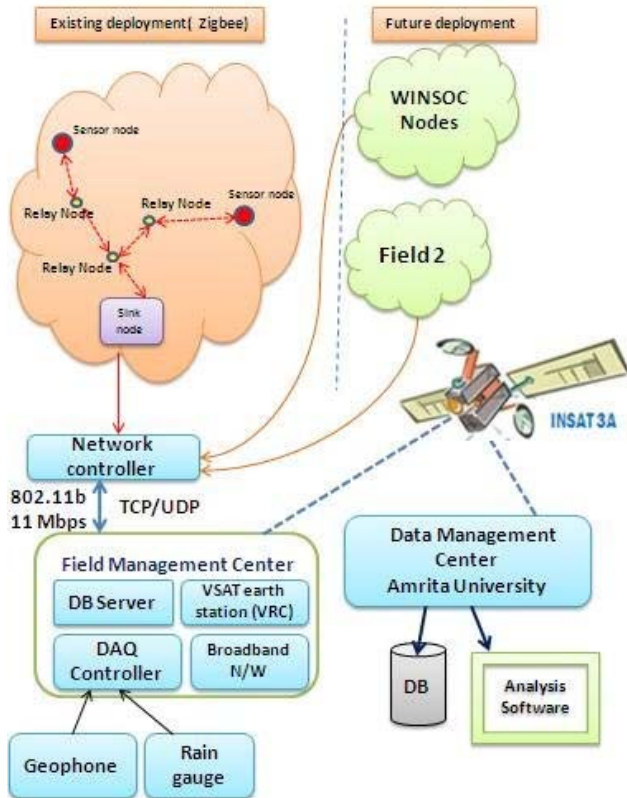 Existing deployment( Zigbee)
Future deployment
Sensor node
Relay Node
Relay Node
Sensor node
Relay Node
Sink
node
WINSOC
Nodes
Field 2
INSAT 3A
Network
controller
802.11b
11 Mbps
TCP/UDP
Field Management Center
DB Server
VSAT earth
station (VRC)
DAQ
Controller
Broadband
N/W
Geophone
Rain
gauge
Data Management
Center
Amrita University
DB
Analysis
Software